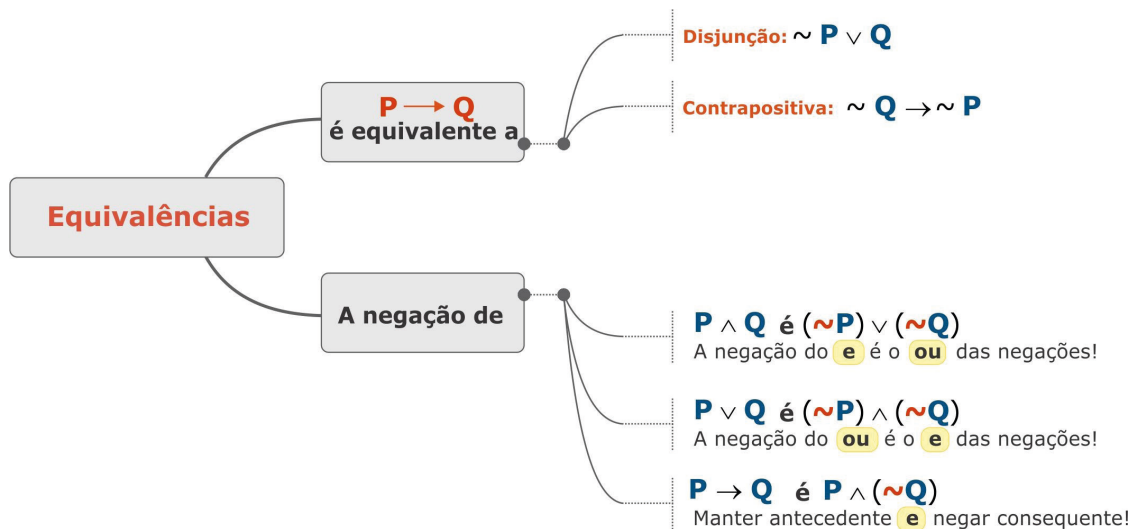 Equivalências
P → Q
é equivalente a
Disjunção: ~ P ∨ Q
Contrapositiva: ~ Q → ~ P
A negação de
P ∧ Q é (~P) ∨ (~Q)
A negação do e é o ou das negações!
P ∨ Q é (~P) ∧ (~Q)
A negação do ou é o e das negações!
P → Q é P ∧ (~Q)
Manter antecedente e negar consequente!